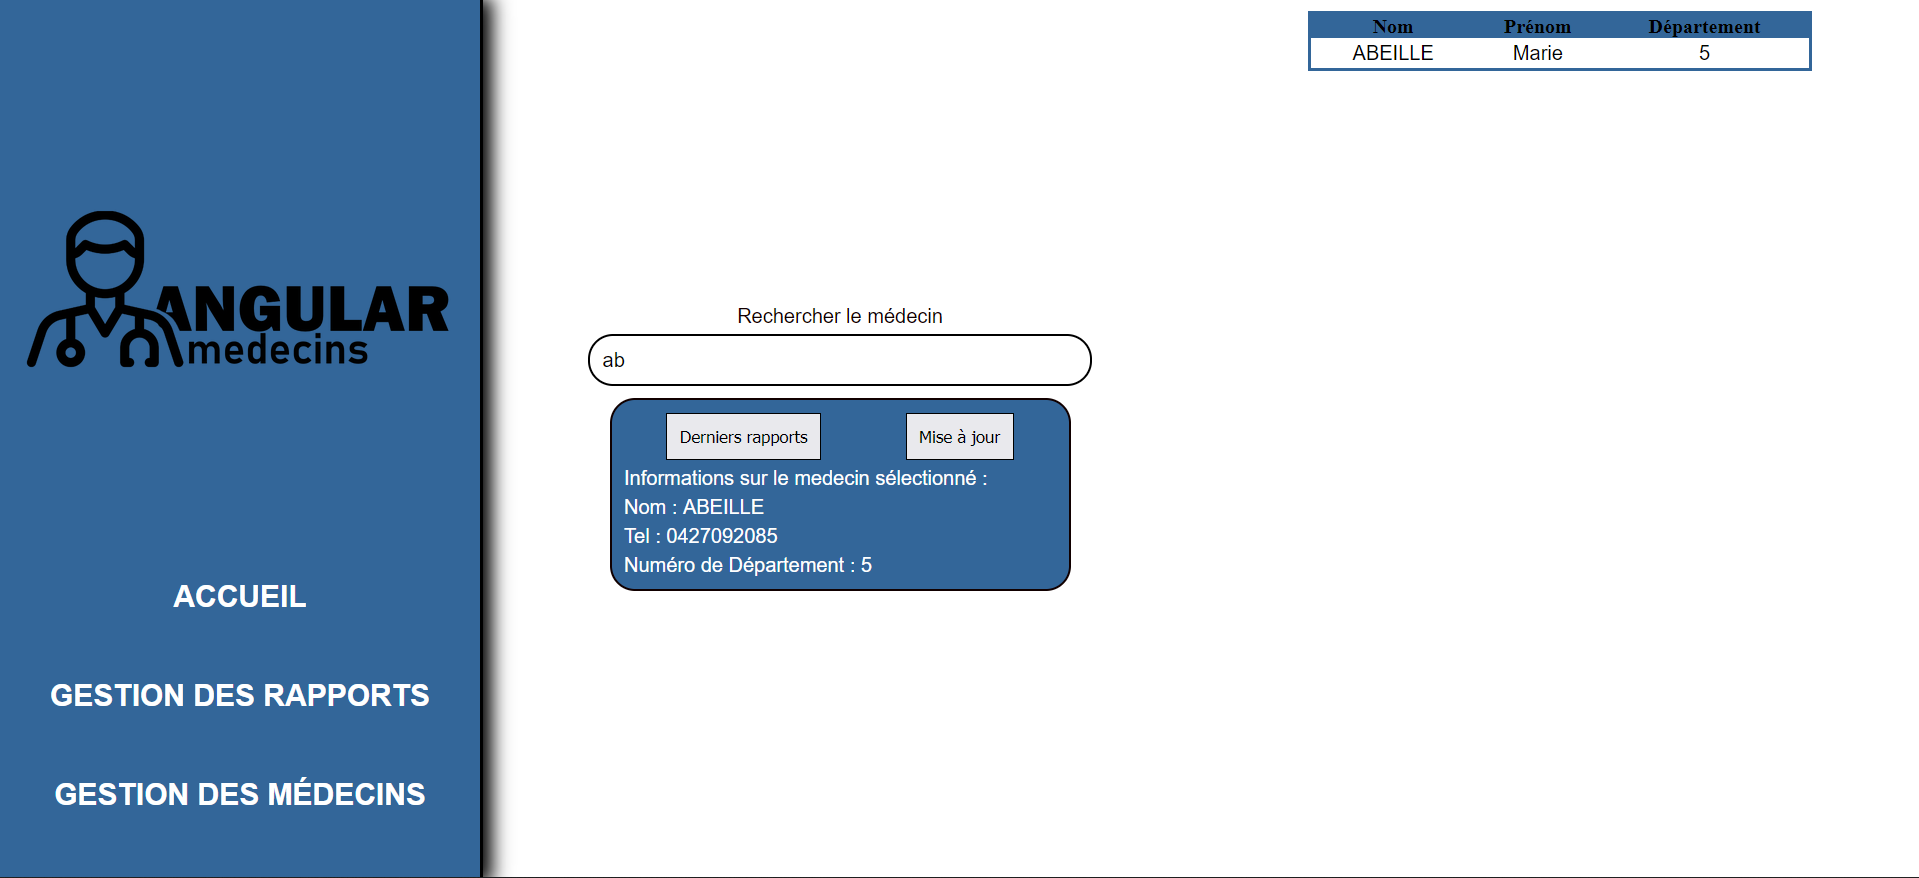 ANGULAR
medecins
ACCUEIL
GESTION DES RAPPORTS
GESTION DES MÉDECINS
Rechercher le médecin
ab
Derniers rapports Mise à jour
Informations sur le medecin sélectionné :
Nom : ABEILLE
Tel : 0427092085
Numéro de Département : 5
Nom Prénom Département
ABEILLE Marie 5